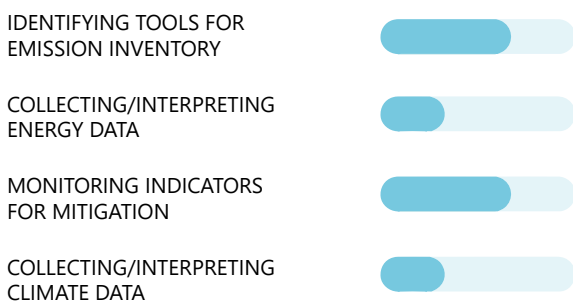 IDENTIFYING TOOLS FOR
EMISSION INVENTORY
COLLECTING/INTERPRETING
ENERGY DATA
MONITORING INDICATORS
FOR MITIGATION
COLLECTING/INTERPRETING
CLIMATE DATA